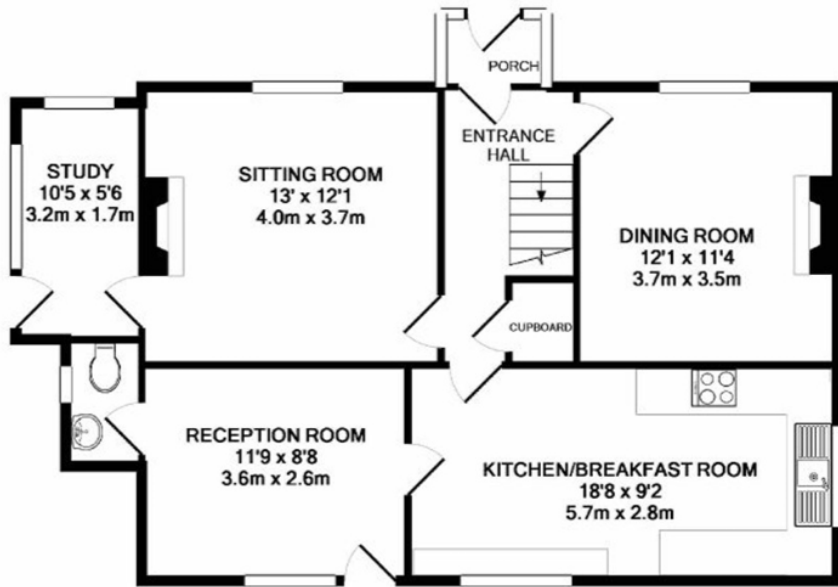 PORCH
ENTRANCE
HALL
STUDY
10'5 x 5'6
3.2m x 1.7m
SITTING ROOM
13' x 12'1
4.0m x 3.7m
DINING ROOM
12'1 x 11'4
3.7m x 3.5m
CUPBOARD
RECEPTION ROOM
11'9 x 8'8
3.6m x 2.6m
KITCHEN/BREAKFAST ROOM
18'8 x 9'2
5.7m x 2.8m